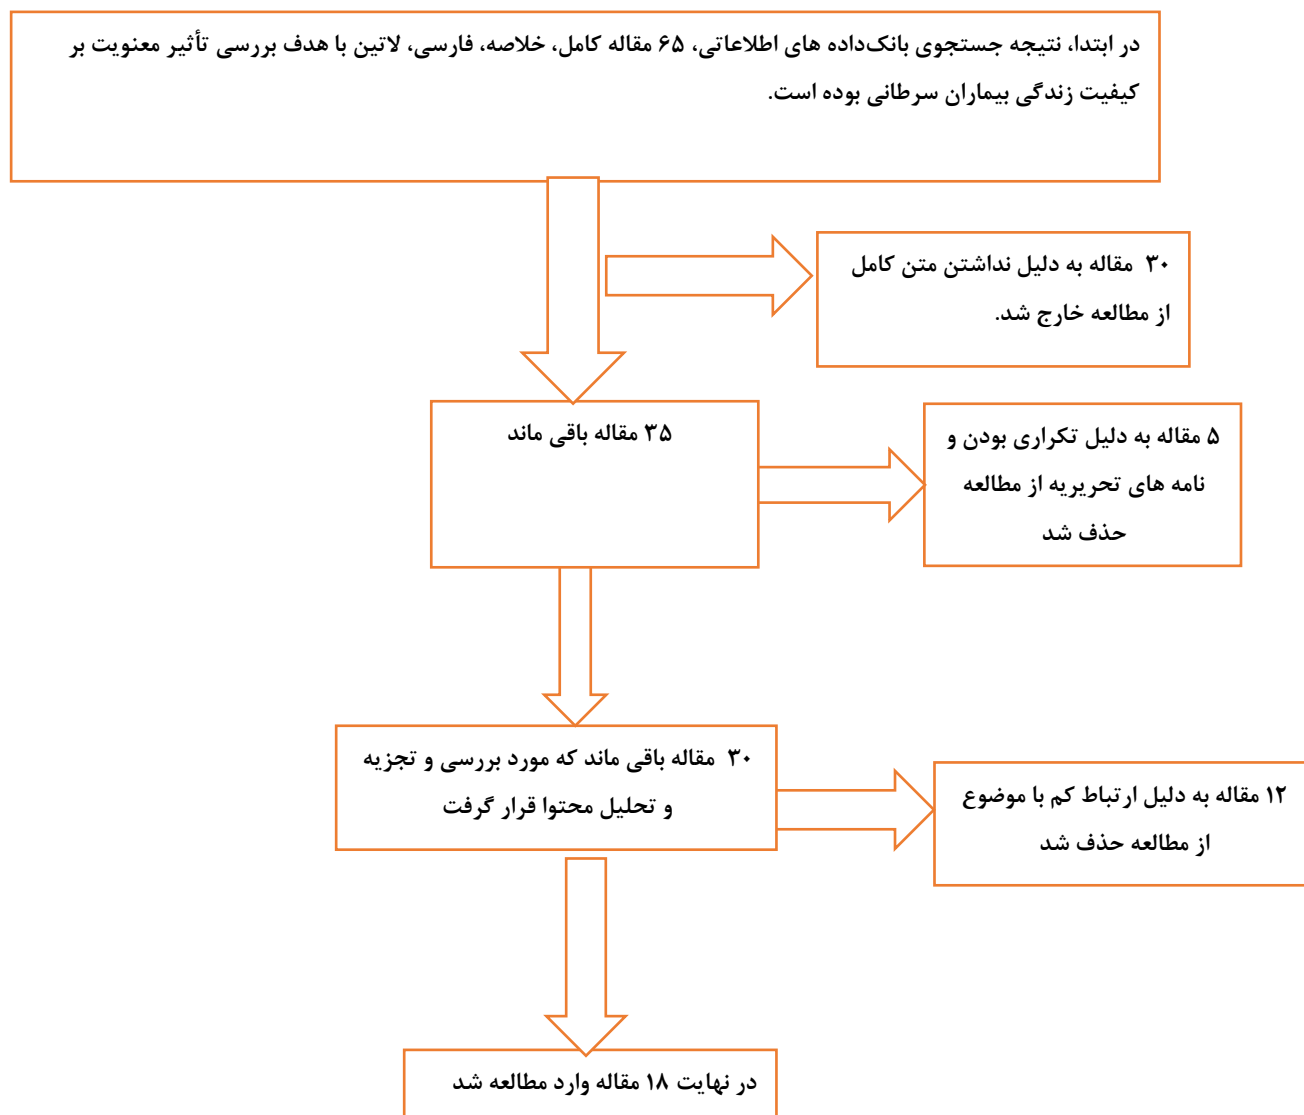 در ابتدا، نتیجه جستجوی بانک‌داده های اطلاعاتی، ۶۵ مقاله کامل، خلاصه، فارسی، لاتین با هدف بررسی تأثیر معنویت بر
کیفیت زندگی بیماران سرطانی بوده است.
۳۰ مقاله به دلیل نداشتن متن کامل
از مطالعه خارج شد.
۳۵ مقاله باقی ماند
۵ مقاله به دلیل تکراری بودن و
نامه های تحریریه از مطالعه
حذف شد
۳۰ مقاله باقی ماند که مورد بررسی و تجزیه
و تحلیل محتوا قرار گرفت
۱۲ مقاله به دلیل ارتباط کم با موضوع
از مطالعه حذف شد
در نهایت ۱۸ مقاله وارد مطالعه شد